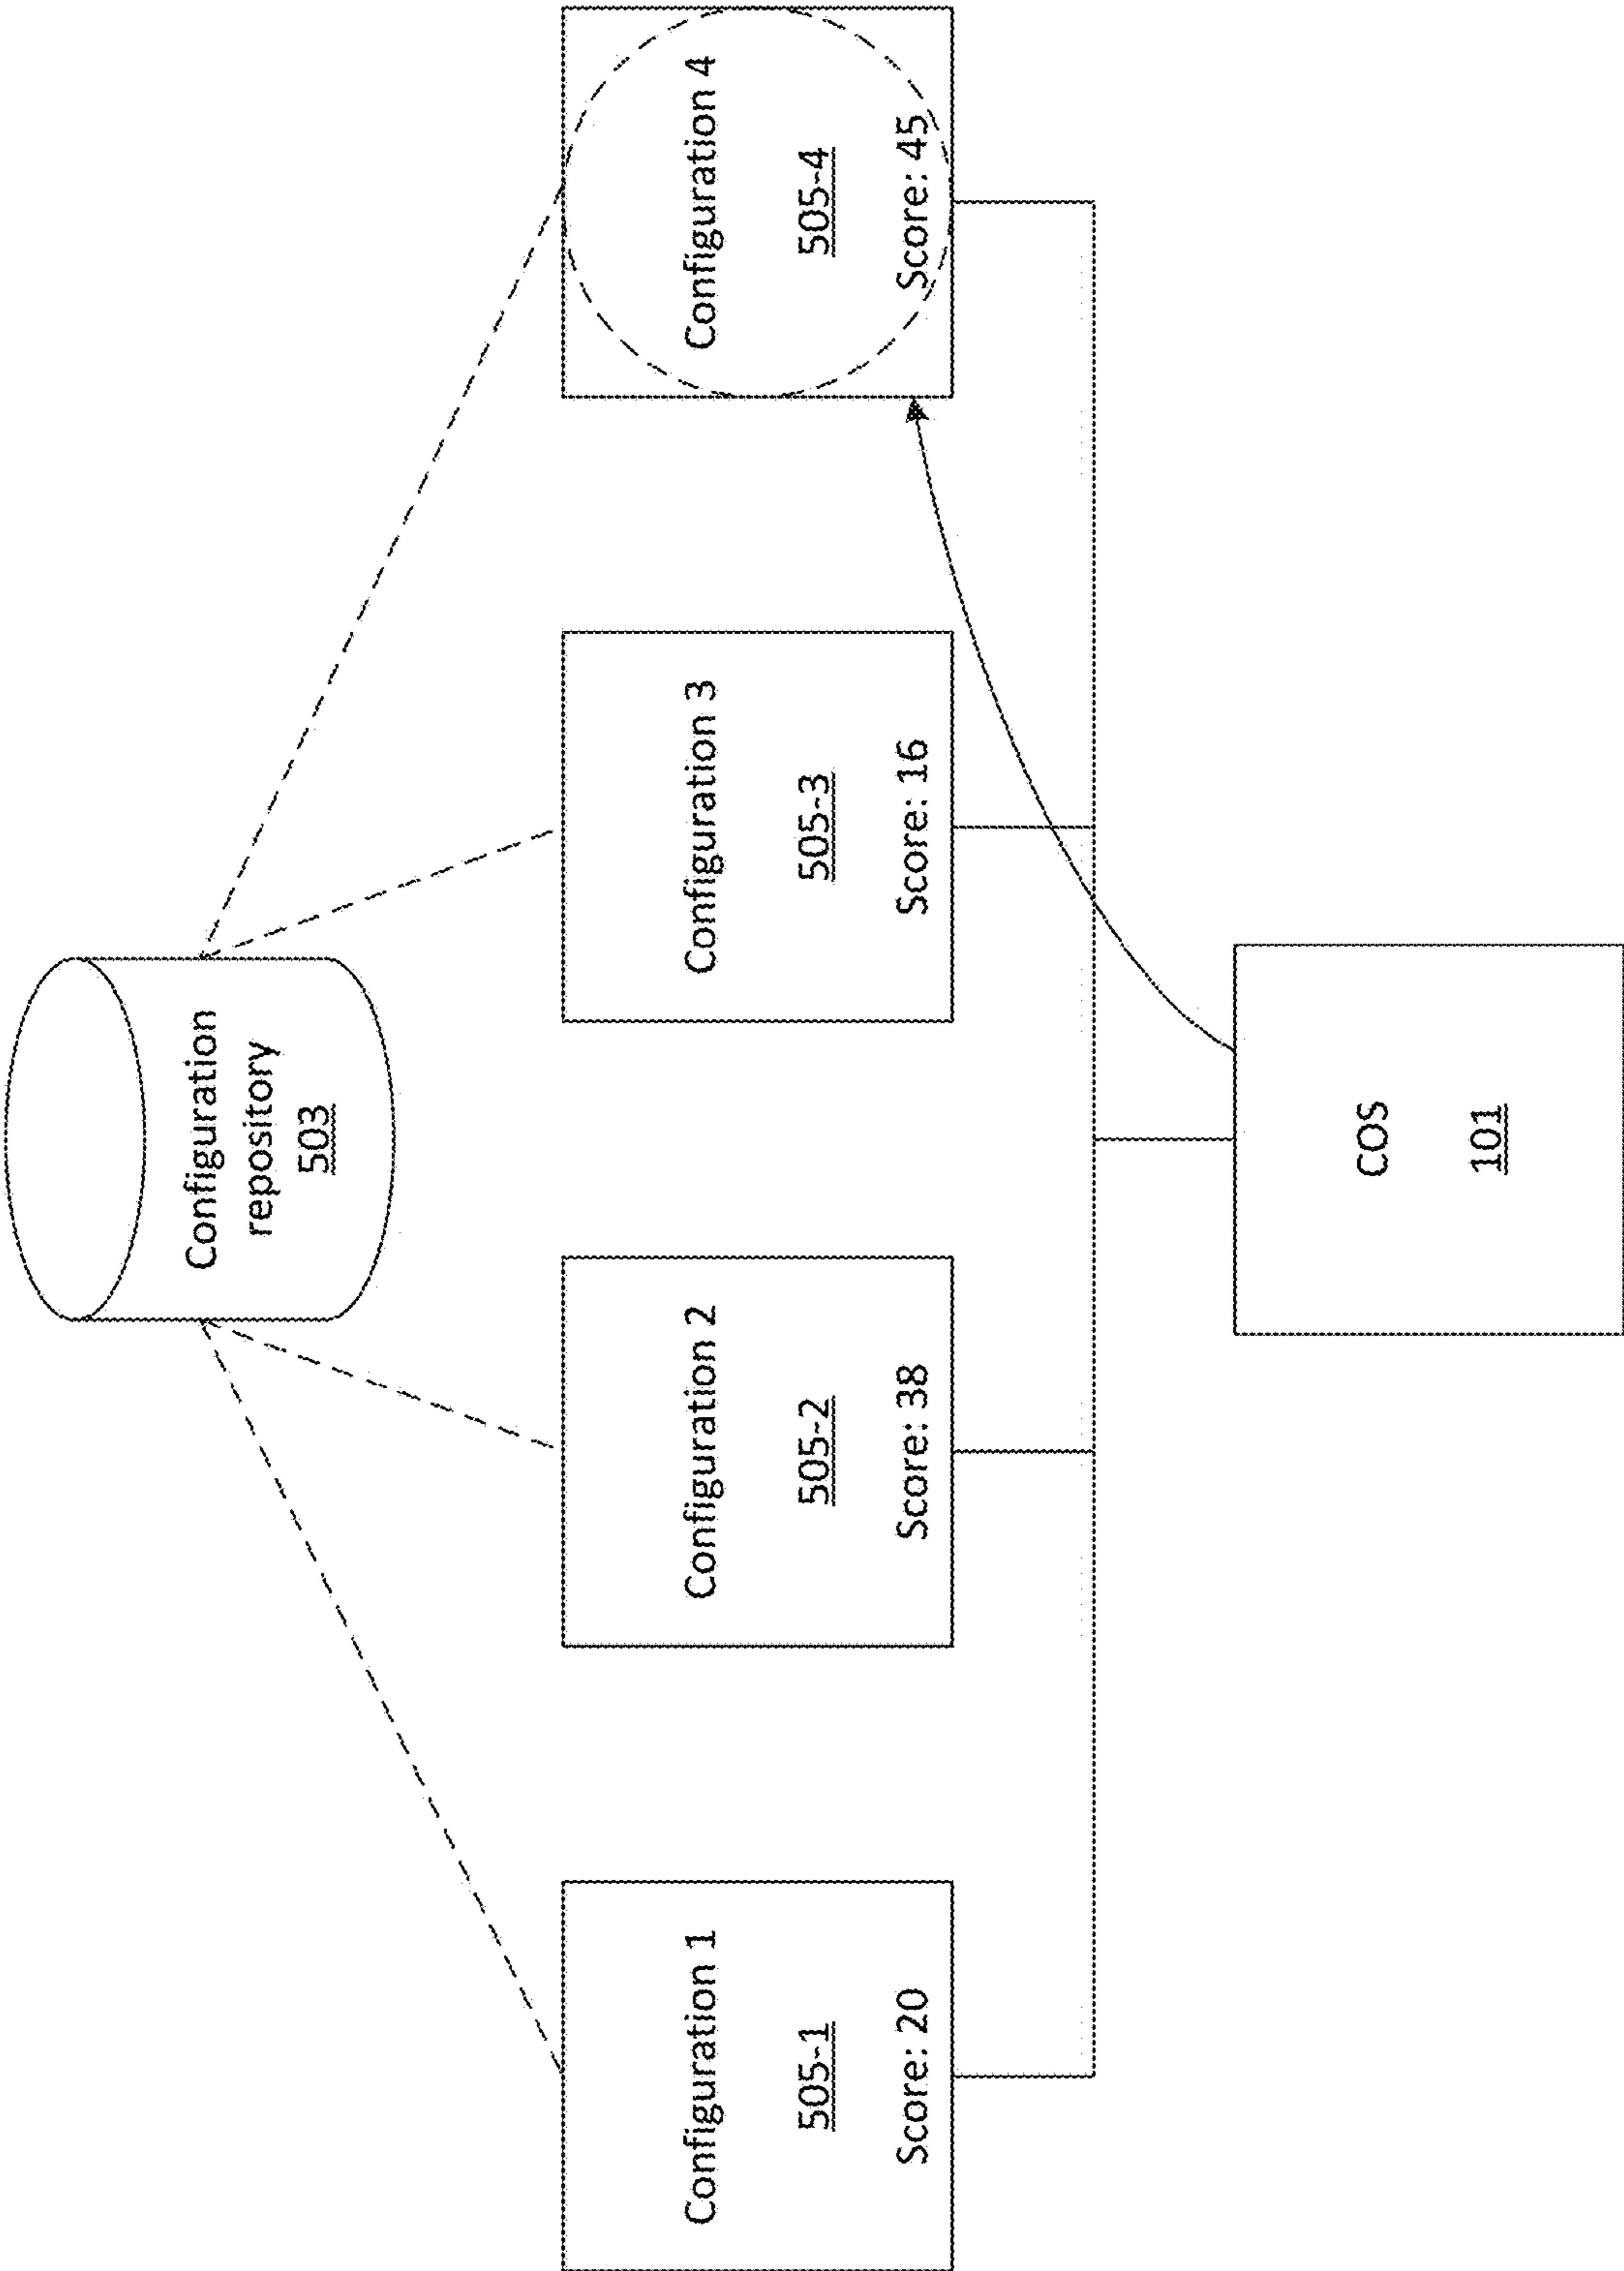 Configuration
repository
503
Configuration 1
505-1
Score: 20
Configuration 2
505-2
Score: 38
Configuration 3
505-3
Score: 16
Configuration 4
505-4
Score: 45
COS
101